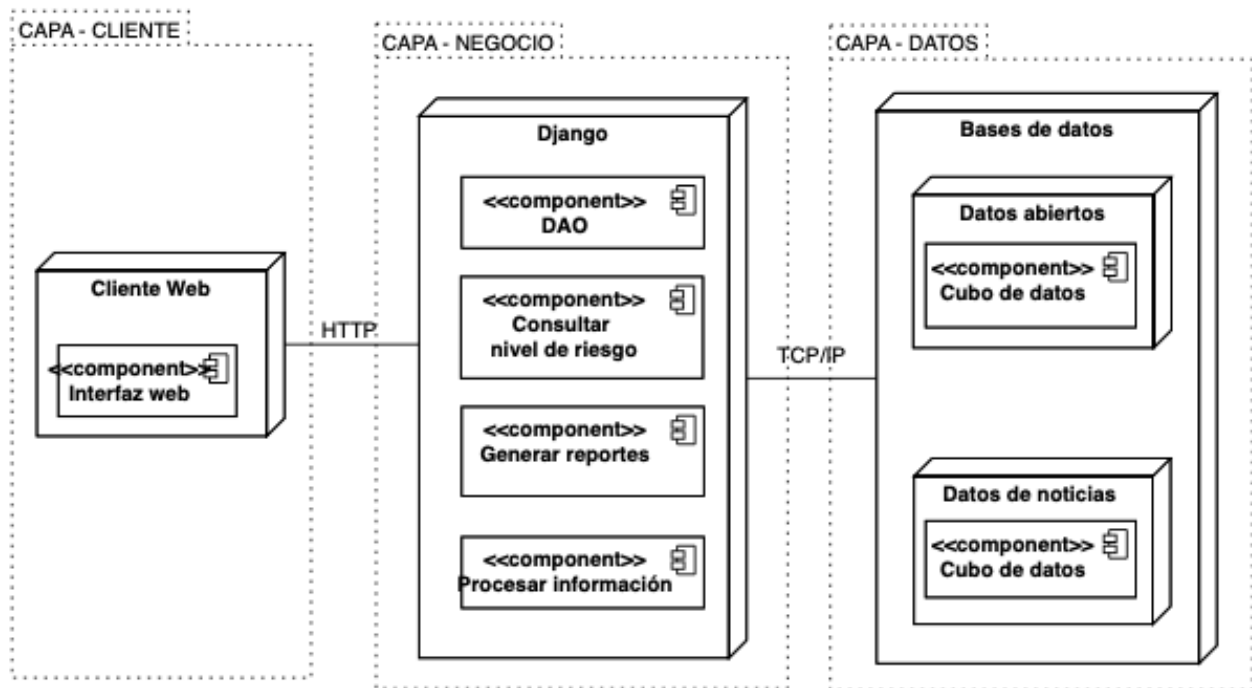 CAPA - CLIENTE
Cliente Web
<<component>>
Interfaz web
HTTP
CAPA - NEGOCIO
Django
<<component>>
DAO
<<component>>
Consultar
nivel de riesgo
<<component>>
Generar reportes
<<component>>
Procesar información
TCP/IP
CAPA - DATOS
Bases de datos
Datos abiertos
<<component>>
Cubo de datos
Datos de noticias
<<component>>
Cubo de datos